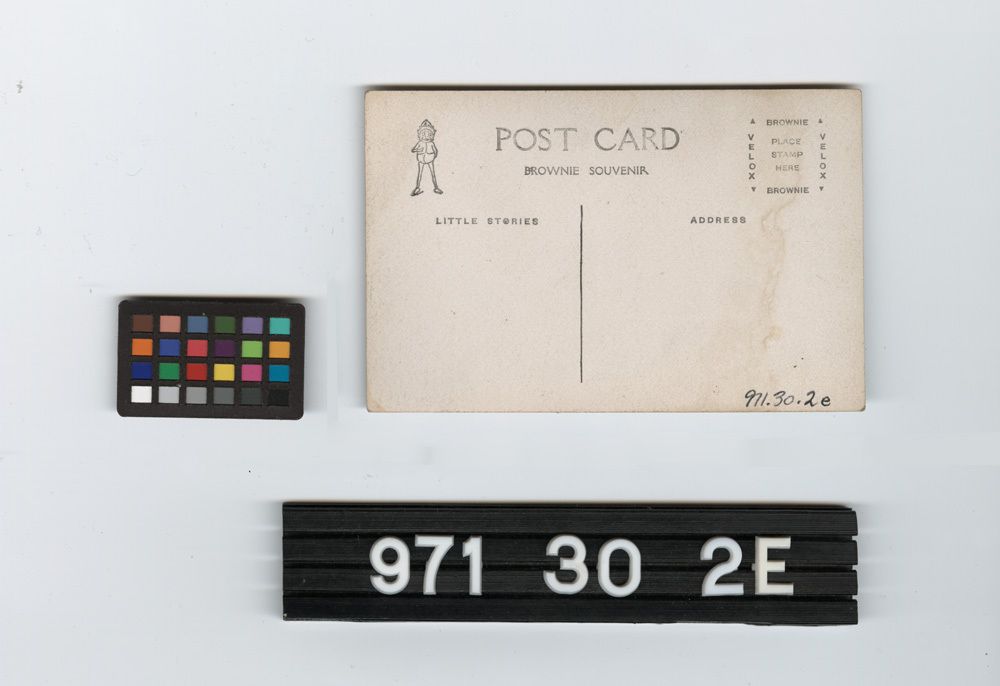 POST CARD
BROWNIE SOUVENIR
BROWNIE
VELOX
PLACE
STAMP
HERE
VELOX
BROWNIE
LITTLE STORIES
ADDRESS
971.30.2e
971 30 2E